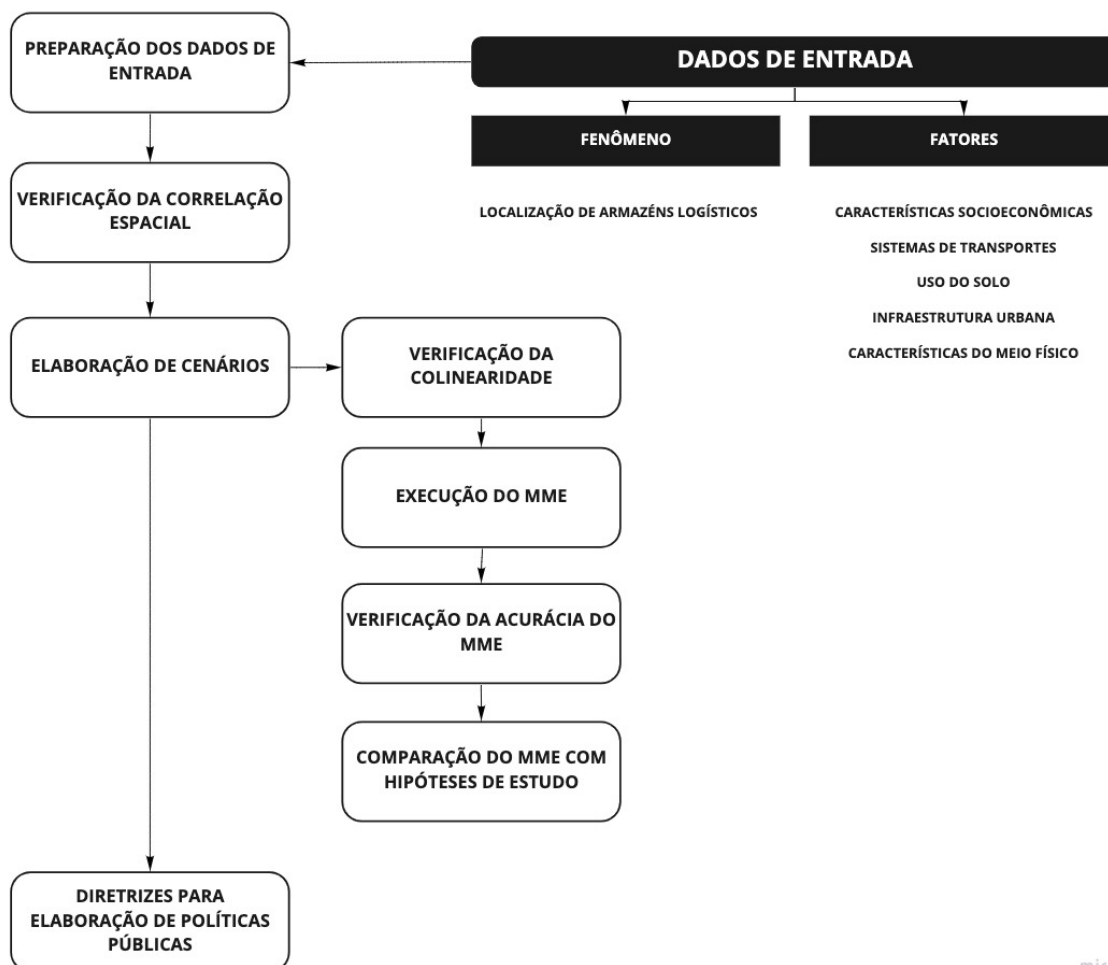 PREPARAÇÃO DOS DADOS DE
ENTRADA
DADOS DE ENTRADA
FENÔMENO
FATORES
VERIFICAÇÃO DA CORRELAÇÃO
ESPACIAL
LOCALIZAÇÃO DE ARMAZÉNS LOGÍSTICOS
CARACTERÍSTICAS SOCIOECONÔMICAS
SISTEMAS DE TRANSPORTES
USO DO SOLO
INFRAESTRUTURA URBANA
CARACTERÍSTICAS DO MEIO FÍSICO
ELABORAÇÃO DE CENÁRIOS
VERIFICAÇÃO DA
COLINEARIDADE
EXECUÇÃO DO MME
VERIFICAÇÃO DA ACURÁCIA DO
MME
COMPARAÇÃO DO MME COM
HIPÓTESES DE ESTUDO
DIRETRIZES PARA
ELABORAÇÃO DE POLÍTICAS
PÚBLICAS